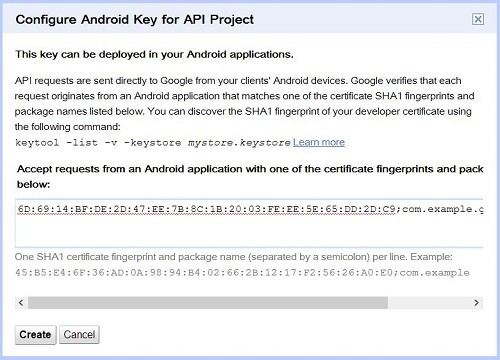 Configure Android Key for API Project
This key can be deployed in your Android applications.
API requests are sent directly to Google from your clients' Android devices. Google verifies that each
request originates from an Android application that matches one of the certificate SHA1 fingerprints and
package names listed below. You can discover the SHA1 fingerprint of your developer certificate using
the following command:
keytool -list -v -keystore mystore.keystore Learn more
Accept requests from an Android application with one of the certificate fingerprints and pack
below:
6D:69:14:BF:DE:2D:47:EE:7B:8C:1B:20:03:FE:EE:5E:65:DD:2D:C9;com.example.g
One SHA1 certificate fingerprint and package name (separated by a semicolon) per line. Example:
45:B5:E4:6F:36:AD:0A:98:94:B4:02:66:2B:12:17:F2:56:26:A0:E0;com.example
Create Cancel